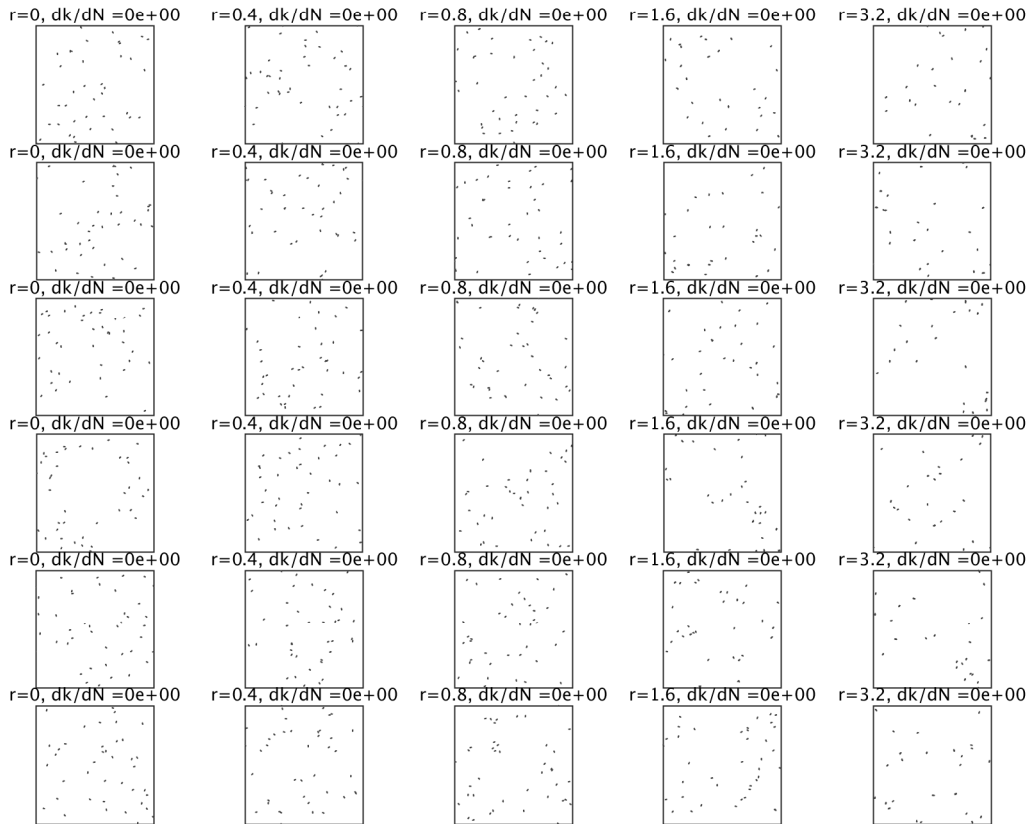 r=0, dk/dN =0e+00 r=0.4, dk/dN =0e+00 r=0.8, dk/dN =0e+00 r=1.6, dk/dN =0e+00 r=3.2, dk/dN =0e+00
r=0, dk/dN =0e+00 r=0.4, dk/dN =0e+00 r=0.8, dk/dN =0e+00 r=1.6, dk/dN =0e+00 r=3.2, dk/dN =0e+00
r=0, dk/dN =0e+00 r=0.4, dk/dN =0e+00 r=0.8, dk/dN =0e+00 r=1.6, dk/dN =0e+00 r=3.2, dk/dN =0e+00
r=0, dk/dN =0e+00 r=0.4, dk/dN =0e+00 r=0.8, dk/dN =0e+00 r=1.6, dk/dN =0e+00 r=3.2, dk/dN =0e+00
r=0, dk/dN =0e+00 r=0.4, dk/dN =0e+00 r=0.8, dk/dN =0e+00 r=1.6, dk/dN =0e+00 r=3.2, dk/dN =0e+00
r=0, dk/dN =0e+00 r=0.4, dk/dN =0e+00 r=0.8, dk/dN =0e+00 r=1.6, dk/dN =0e+00 r=3.2, dk/dN =0e+00